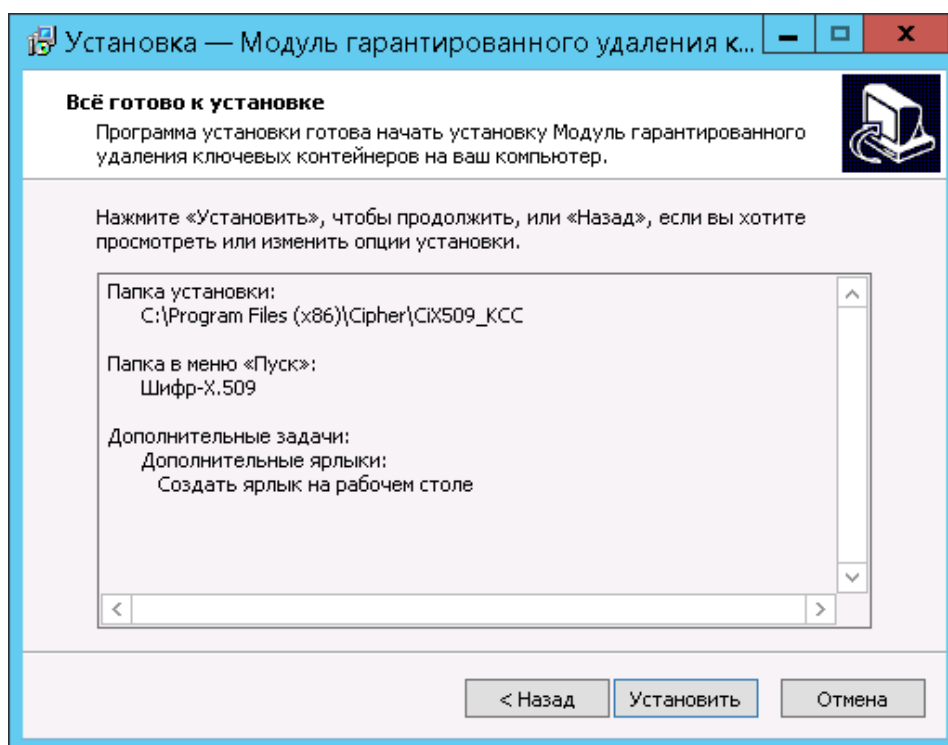 Установка — Модуль гарантированного удаления к...
Всё готово к установке
Программа установки готова начать установку Модуль гарантированного
удаления ключевых контейнеров на ваш компьютер.
Нажмите «Установить», чтобы продолжить, или «Назад», если вы хотите
просмотреть или изменить опции установки.
Папка установки:
C:\Program Files (x86)\Cipher\CiX509_KCC
Папка в меню «Пуск»:
Шифр-X.509
Дополнительные задачи:
Дополнительные ярлыки:
Создать ярлык на рабочем столе
< Назад
Установить
Отмена